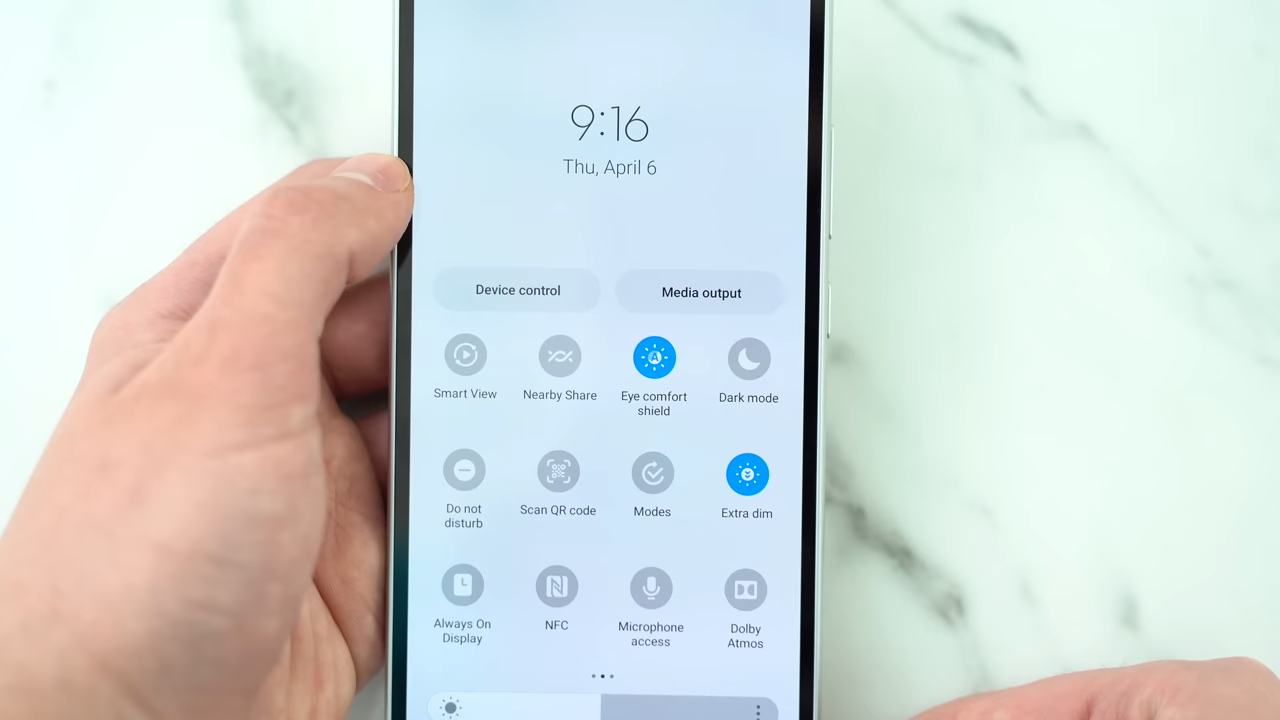 9:16
Thu, April 6
Device control
Media output
Smart View
Nearby Share
Eye comfort
shield
Dark mode
Do not
disturb
Scan QR code
Modes
Extra dim
Always On
Display
NFC
Microphone
access
Dolby
Atmos